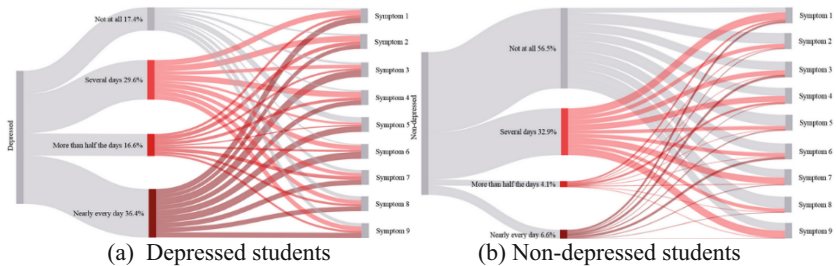 Depressed
Not at all 17.4%
Several days 29.6%
More than half the days 16.6%
Nearly every day 36.4%
Symptom 1
Symptom 2
Symptom 3
Symptom 4
Symptom 5
Symptom 6
Symptom 7
Symptom 8
Symptom 9
(a) Depressed students
Non-depressed
Not at all 56.5%
Several days 32.9%
More than half the days 4.1%
Nearly every day 6.6%
Symptom 1
Symptom 2
Symptom 3
Symptom 4
Symptom 5
Symptom 6
Symptom 7
Symptom 8
Symptom 9
(b) Non-depressed students